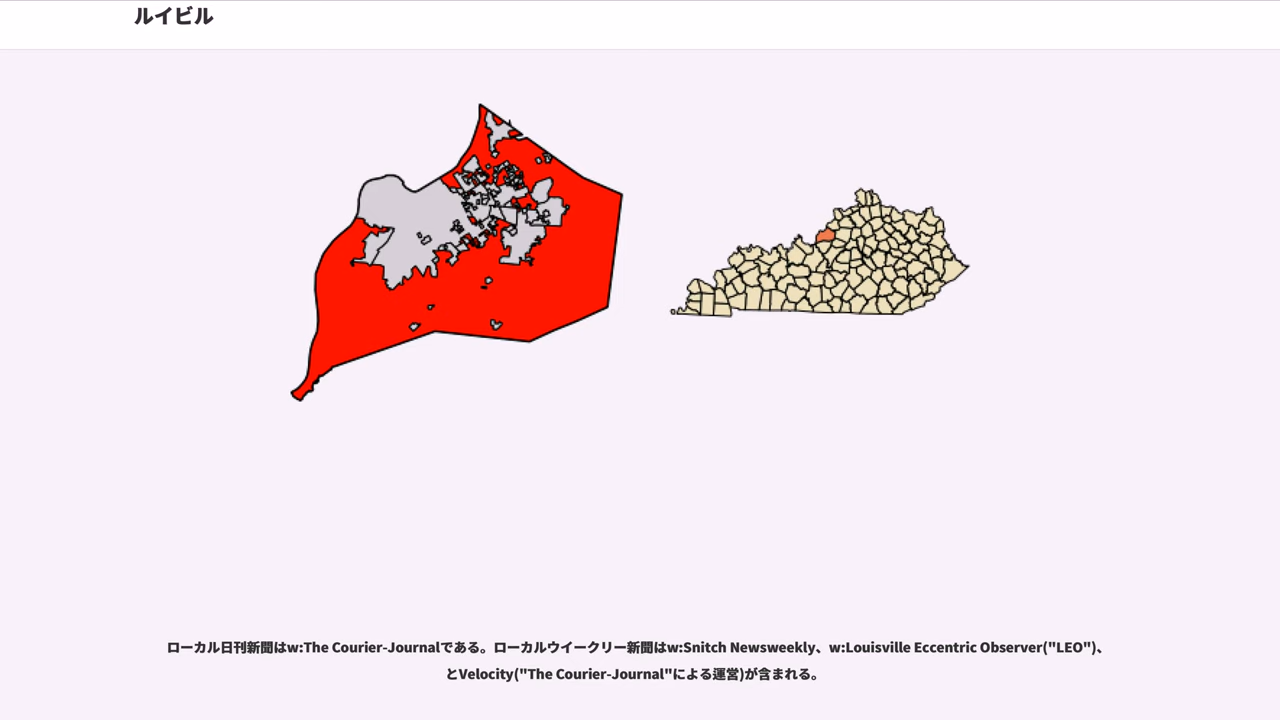 ルイビル
ローカル日刊新聞はw:The Courier-Journalである。ローカルウイークリー新聞はw:Snitch Newsweekly、w:Louisville Eccentric Observer("LEO")、
とVelocity("The Courier-Journal"による運営)が含まれる。